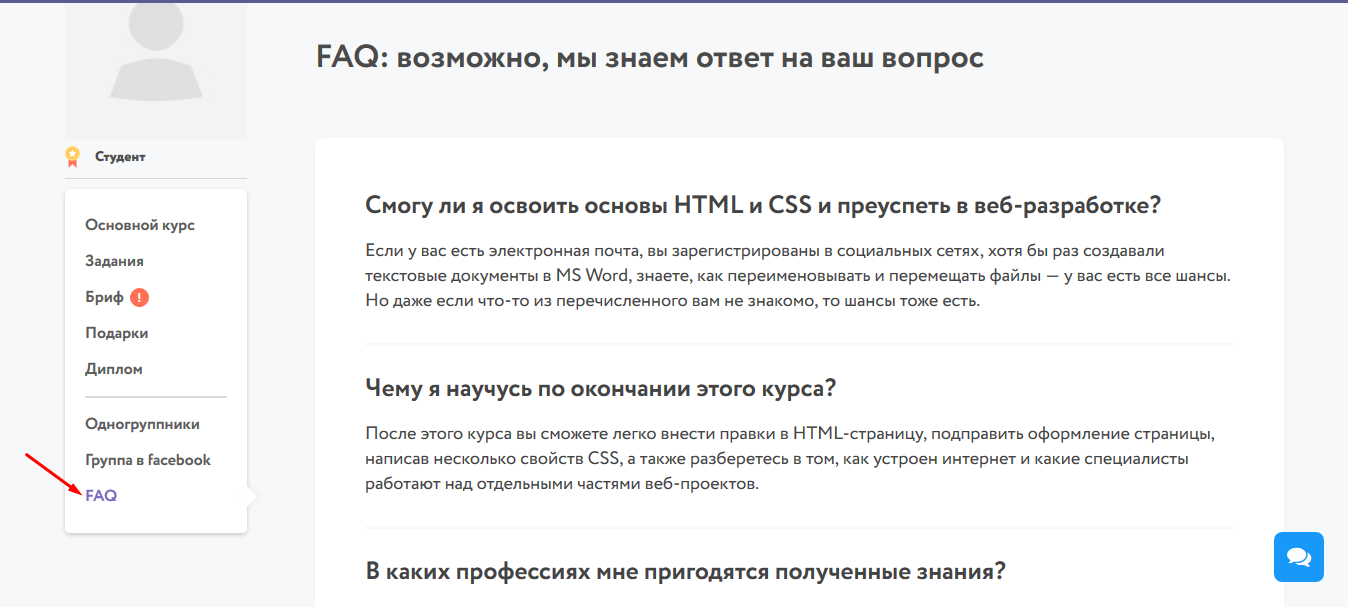 FAQ: возможно, мы знаем ответ на ваш вопрос
Студент
Основной курс
Задания
Бриф !
Подарки
Диплом
Одногруппники
Группа в facebook
FAQ
Смогу ли я освоить основы HTML и CSS и преуспеть в веб-разработке?
Если у вас есть электронная почта, вы зарегистрированы в социальных сетях, хотя бы раз создавали
текстовые документы в MS Word, знаете, как переименовывать и перемещать файлы — у вас есть все шансы.
Но даже если что-то из перечисленного вам не знакомо, то шансы тоже есть.
Чему я научусь по окончании этого курса?
После этого курса вы сможете легко внести правки в HTML-страницу, подправить оформление страницы,
написав несколько свойств CSS, а также разберетесь в том, как устроен интернет и какие специалисты
работают над отдельными частями веб-проектов.
В каких профессиях мне пригодятся полученные знания?